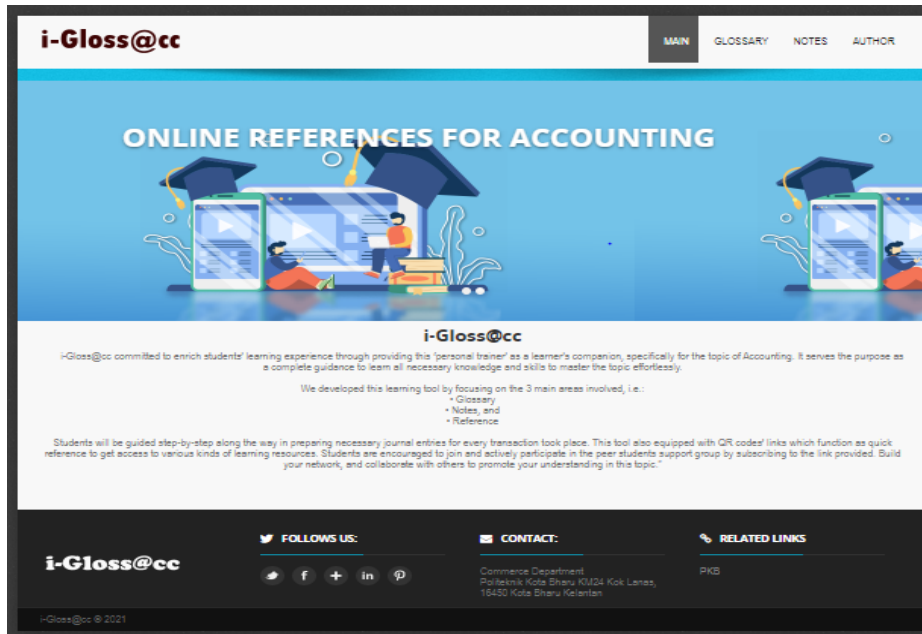 i-Gloss@cc
MAIN GLOSSARY NOTES AUTHOR
ONLINE REFERENCES FOR ACCOUNTING
i-Gloss@cc
i-Gloss@cc committed to enrich students' learning experience through providing this 'personal trainer' as a learner's companion, specifically for the topic of Accounting. It serves the purpose as
a complete guidance to learn all necessary knowledge and skills to master the topic effortlessly.
We developed this learning tool by focusing on the 3 main areas involved, i.e.:
• Glossary
• Notes, and
• Reference
Students will be guided step-by-step along the way in preparing necessary journal entries for every transaction took place. This tool also equipped with QR codes' links which function as quick
reference to get access to various kinds of learning resources. Students are encouraged to join and actively participate in the peer students support group by subscribing to the link provided. Build
your network, and collaborate with others to promote your understanding in this topic."
i-Gloss@cc
FOLLOWS US:
CONTACT:
Commerce Department
Politeknik Kota Bharu KM24 Kok Lanas,
16450 Kota Bharu Kelantan
RELATED LINKS
PKB
i-Gloss@cc ® 2021